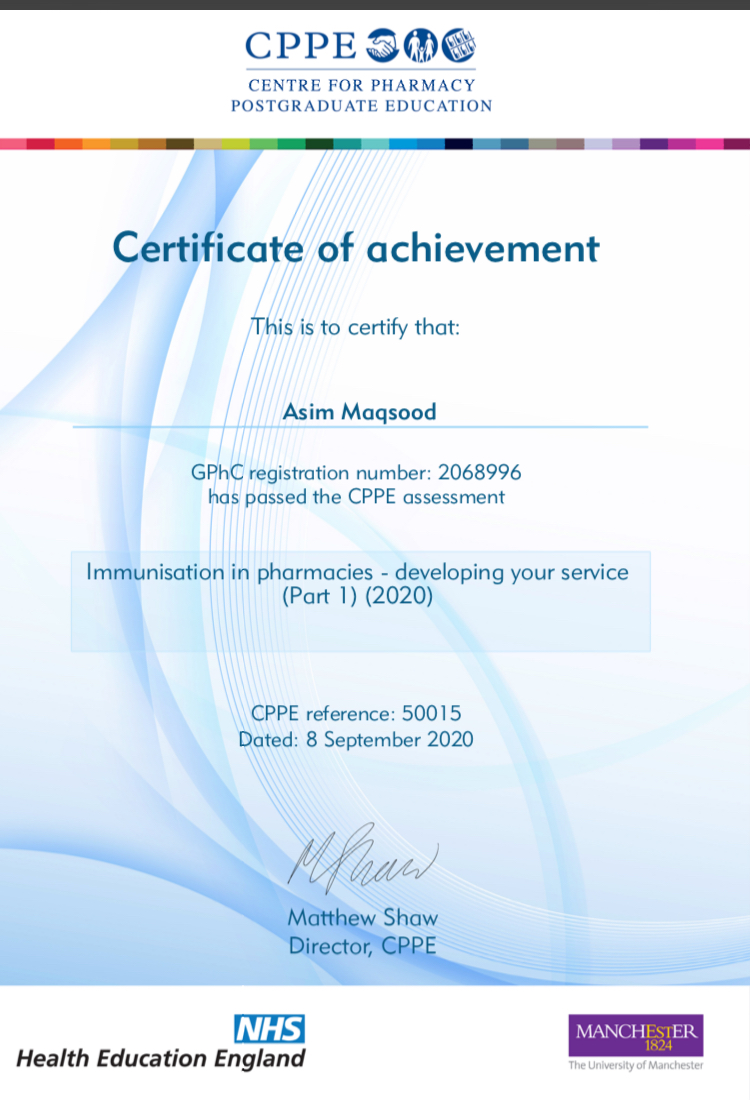 CPPE
CENTRE FOR PHARMACY
POSTGRADUATE EDUCATION
Certificate of achievement
This is to certify that:
Asim Maqsood
GPhC registration number: 2068996
has passed the CPPE assessment
Immunisation in pharmacies - developing your service
(Part 1) (2020)
CPPE reference: 50015
Dated: 8 September 2020
M Shaw
Matthew Shaw
Director, CPPE
NHS
Health Education England
MANCHESTER
1824
The University of Manchester